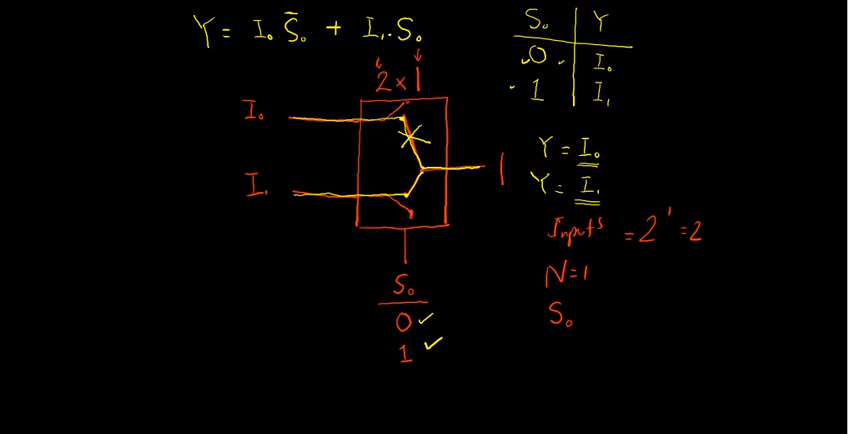 Y = I₀ S̄₀ + I₁.S₀
S₀ Y
0 I₀
1 I₁
2 x 1
I₀
I₁
1
Y = I₀
Y = I₁
Inputs = 2¹ = 2
N = 1
S₀
S₀
0
1